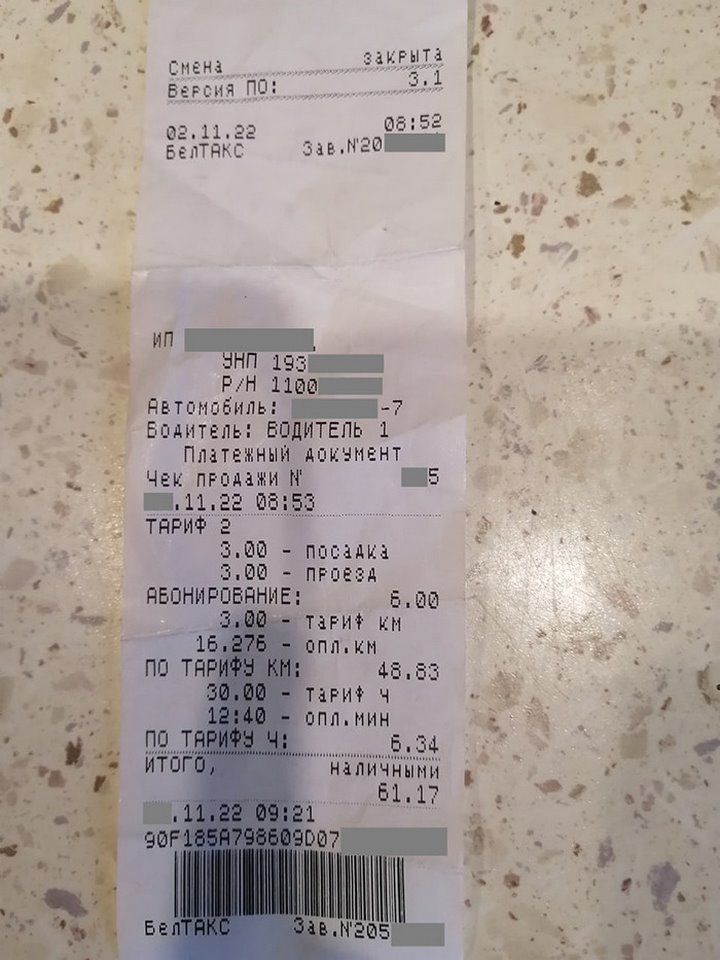 Смена закрыта
Версия ПО: 3.1
02.11.22 08:52
БелТАКС Зав.N°20
ИП
УНП 193
Р/Н 1100
Автомобиль: -7
Водитель: ВОДИТЕЛЬ 1
Платежный документ
Чек продажи N° 5
.11.22 08:53
ТАРИФ 2
3.00 - посадка
3.00 - проезд
АБОНИРОВАНИЕ: 6.00
3.00 - тариф км
16.276 - опл.км
ПО ТАРИФУ КМ: 48.83
30.00 - тариф ч
12:40 - опл.мин
ПО ТАРИФУ Ч: 6.34
ИТОГО, наличными
61.17
.11.22 09:21
90F185A798609D07
БелТАКС Зав.N°205